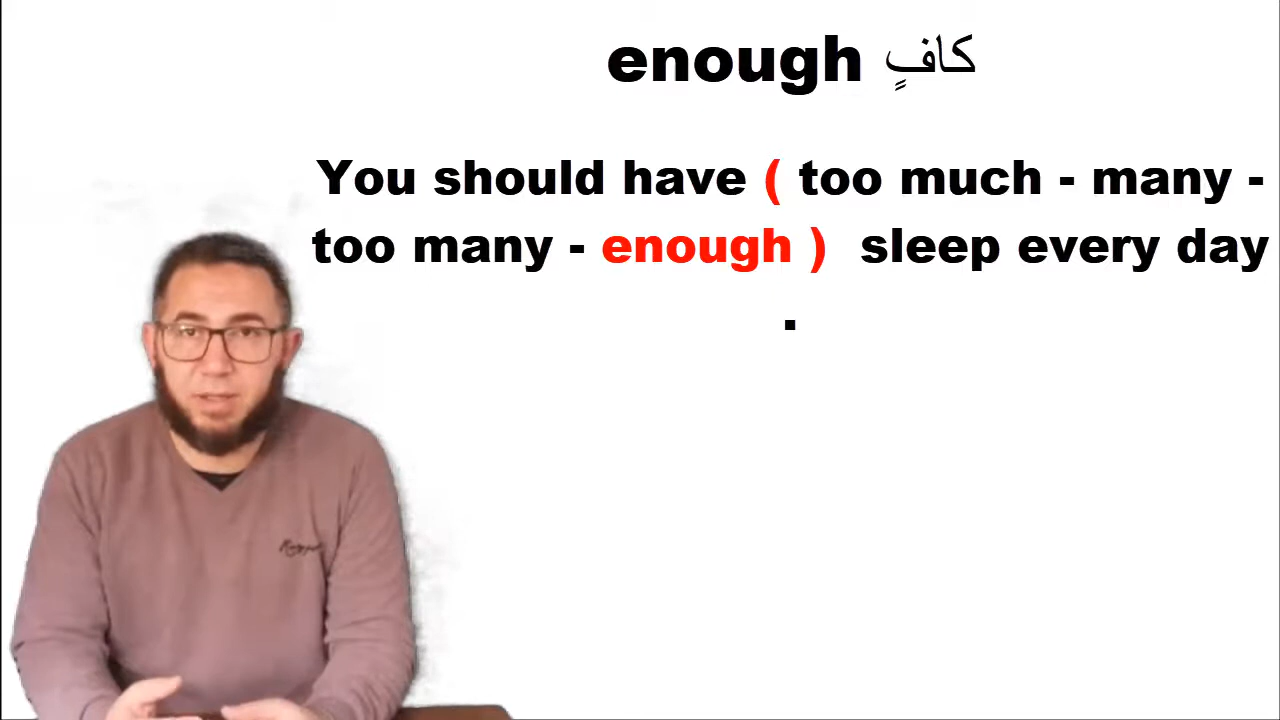 enough كافٍ
You should have ( too much - many -
too many - enough ) sleep every day
.